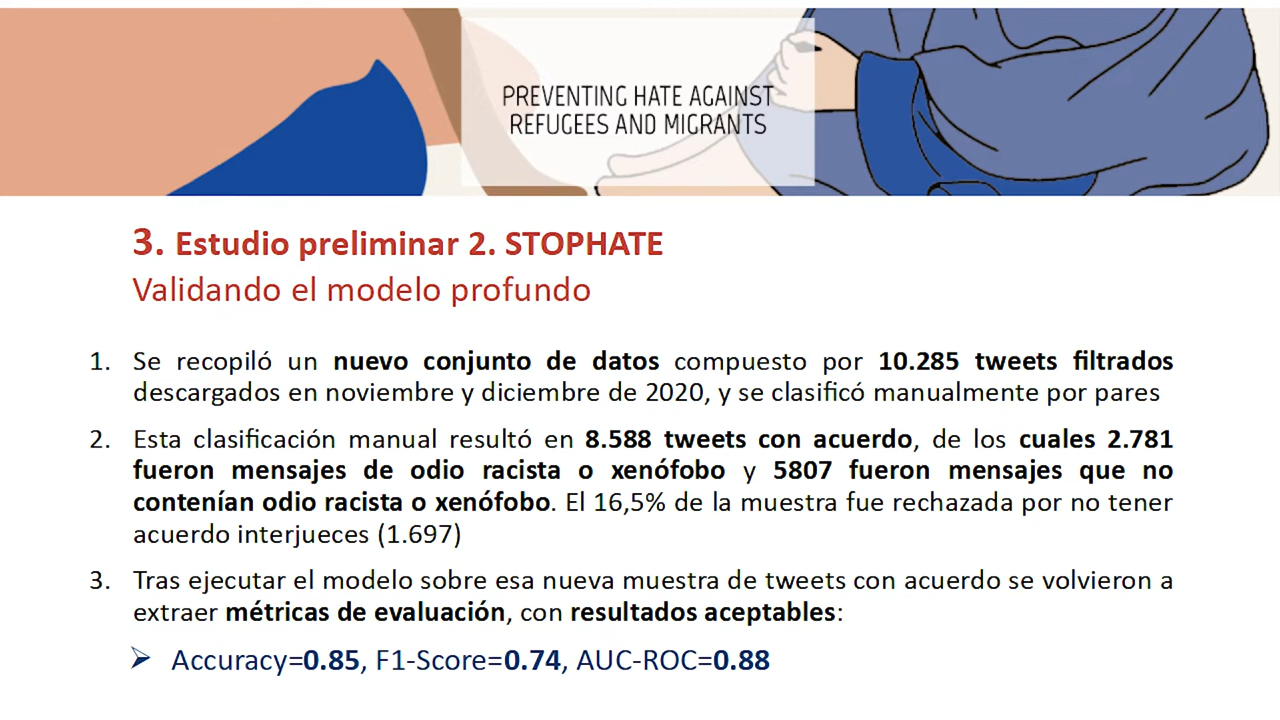 PREVENTING HATE AGAINST
REFUGEES AND MIGRANTS
3. Estudio preliminar 2. STOPHATE
Validando el modelo profundo
1. Se recopiló un nuevo conjunto de datos compuesto por 10.285 tweets filtrados
descargados en noviembre y diciembre de 2020, y se clasificó manualmente por pares
2. Esta clasificación manual resultó en 8.588 tweets con acuerdo, de los cuales 2.781
fueron mensajes de odio racista o xenófobo y 5807 fueron mensajes que no
contenían odio racista o xenófobo. El 16,5% de la muestra fue rechazada por no tener
acuerdo interjueces (1.697)
3. Tras ejecutar el modelo sobre esa nueva muestra de tweets con acuerdo se volvieron a
extraer métricas de evaluación, con resultados aceptables:
➢ Accuracy=0.85, F1-Score=0.74, AUC-ROC=0.88